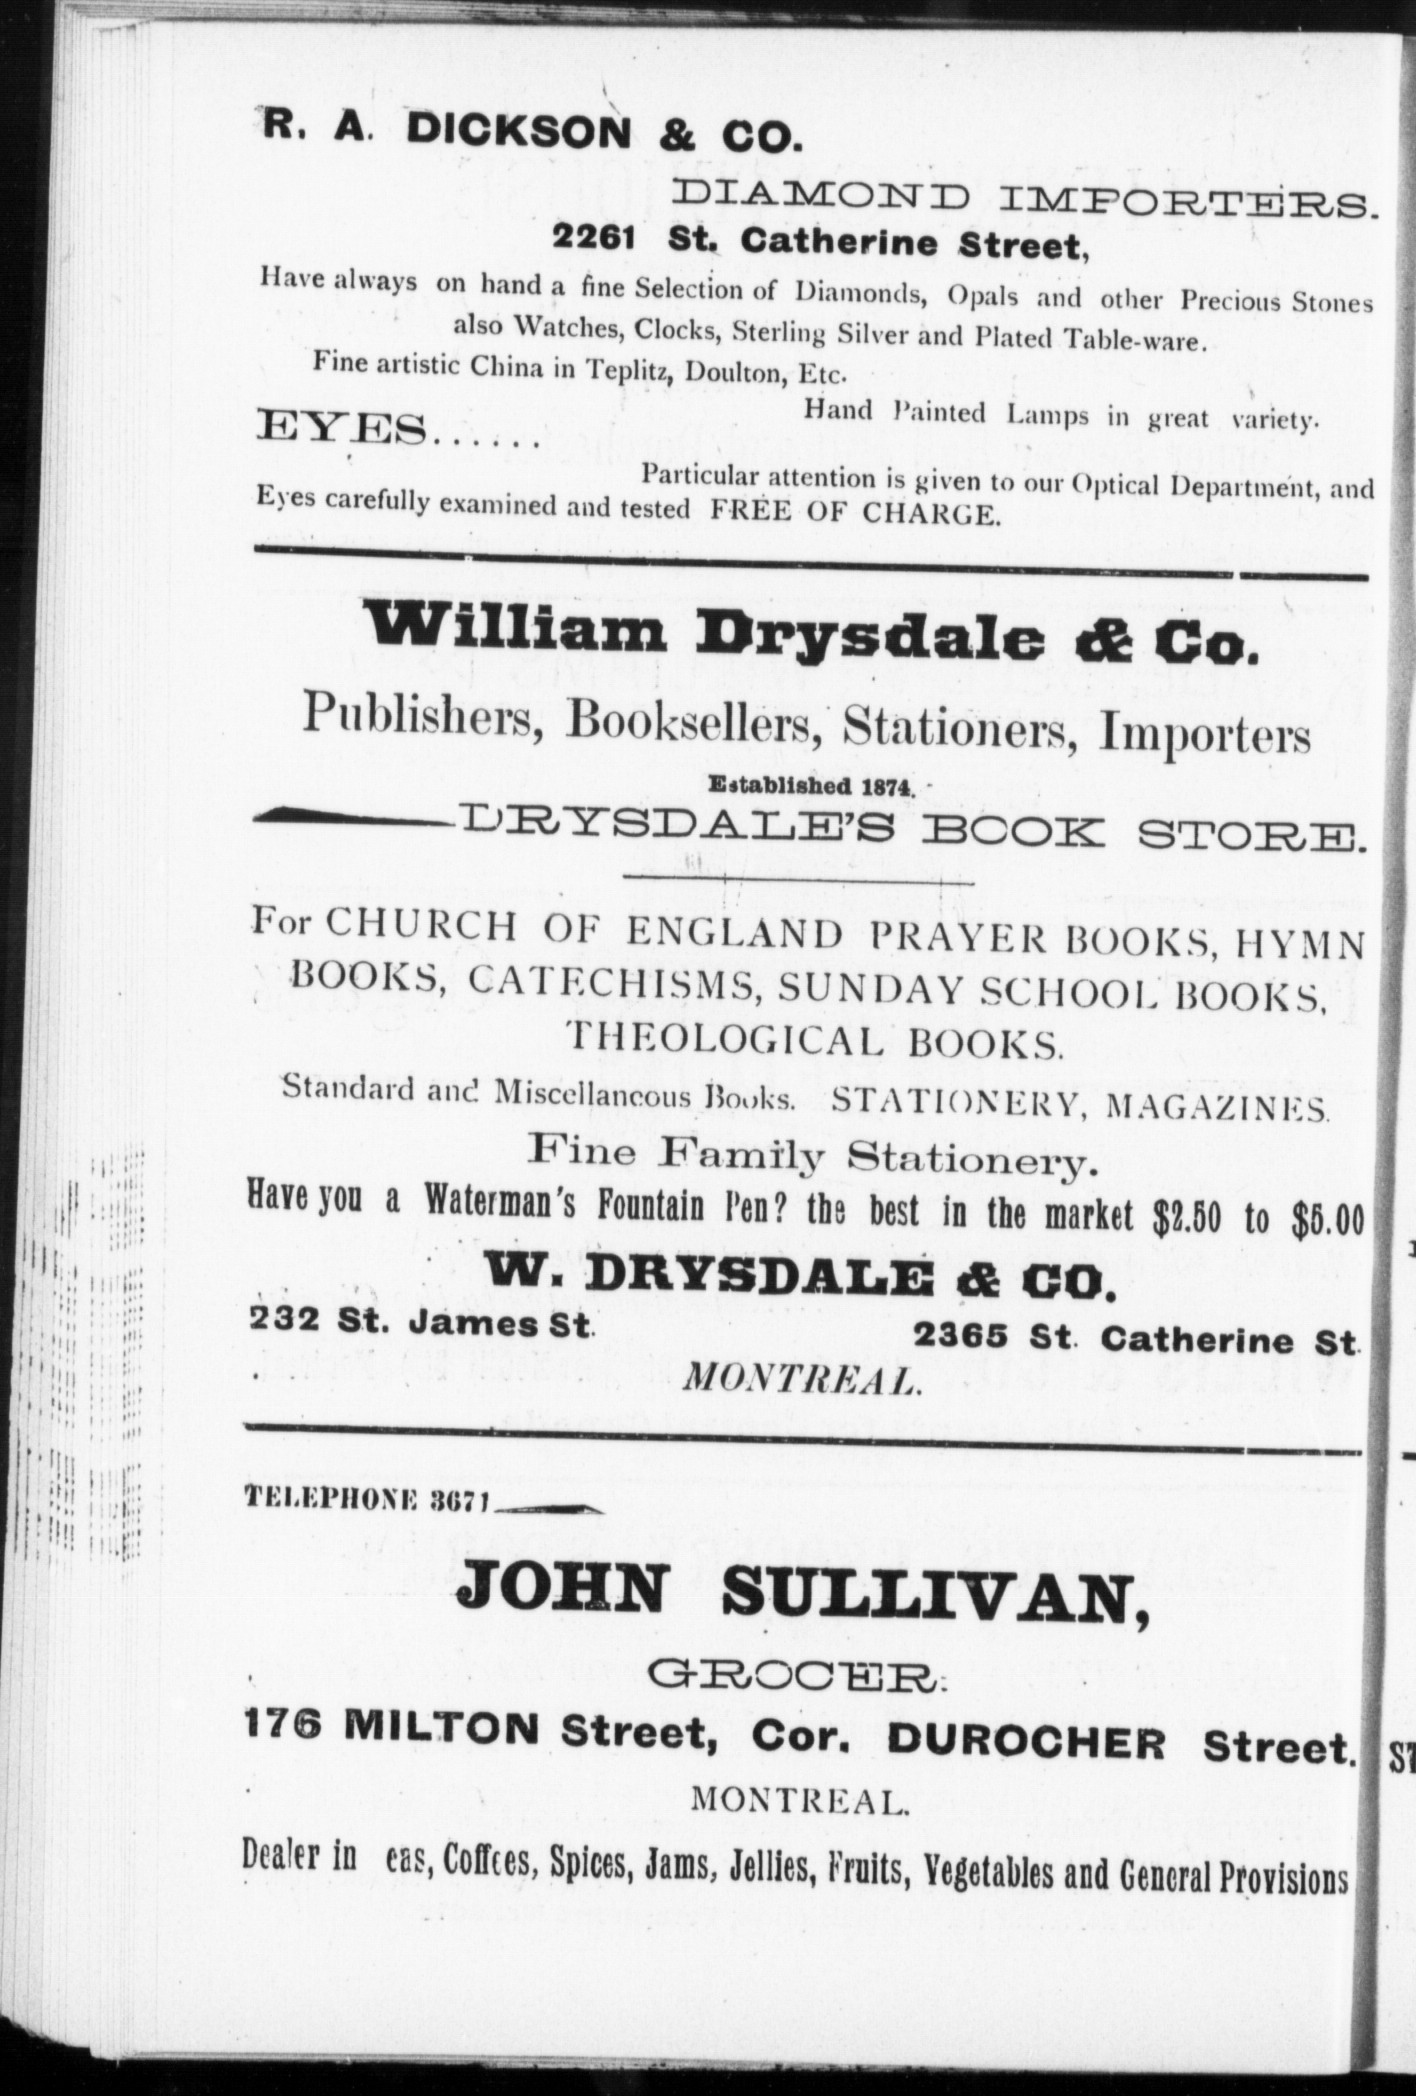 R. A. DICKSON & CO.
DIAMOND IMPORTERS.
2261 St. Catherine Street,
Have always on hand a fine Selection of Diamonds, Opals and other Precious Stones
also Watches, Clocks, Sterling Silver and Plated Table-ware.
Fine artistic China in Teplitz, Doulton, Etc.
Hand Painted Lamps in great variety.
EYES......
Particular attention is given to our Optical Department, and
Eyes carefully examined and tested FREE OF CHARGE.
William Drysdale & Co.
Publishers, Booksellers, Stationers, Importers
Established 1874.
DRYSDALE'S BOOK STORE.
For CHURCH OF ENGLAND PRAYER BOOKS, HYMN
BOOKS, CATECHISMS, SUNDAY SCHOOL BOOKS,
THEOLOGICAL BOOKS.
Standard and Miscellaneous Books. STATIONERY, MAGAZINES.
Fine Family Stationery.
Have you a Waterman's Fountain Pen? the best in the market $2.50 to $5.00
W. DRYSDALE & CO.
232 St. James St.
2365 St. Catherine St.
MONTREAL.
TELEPHONE 3671
JOHN SULLIVAN,
GROCER.
176 MILTON Street, Cor. DUROCHER Street.
MONTREAL.
Dealer in eas, Coffees, Spices, Jams, Jellies, Fruits, Vegetables and General Provisions